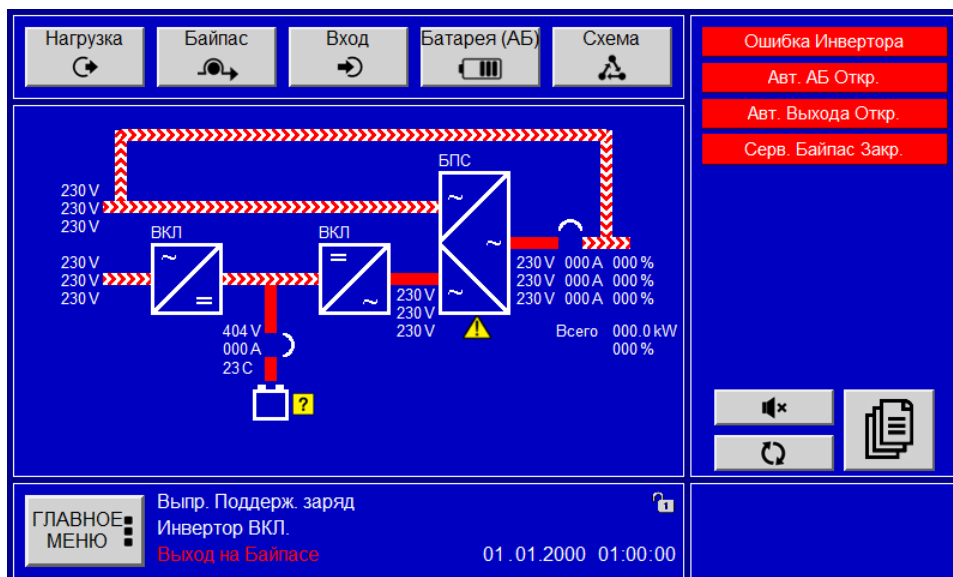 Нагрузка
Байпас
Вход
Батарея (АБ)
Схема
Ошибка Инвертора
Авт. АБ Откр.
Авт. Выхода Откр.
Серв. Байпас Закр.
БПС
~
230 V
230 V
230 V
ВКЛ
ВКЛ
~
=
=
~
~
~
230 V
230 V
230 V
230 V
230 V
230 V
230 V 000 A 000 %
230 V 000 A 000 %
230 V 000 A 000 %
Всего 000.0 kW
000 %
404 V
000 A
23 C
?
ГЛАВНОЕ
МЕНЮ
Выпр. Поддерж. заряд
Инвертор ВКЛ.
Выход на Байпасе
01.01.2000 01:00:00